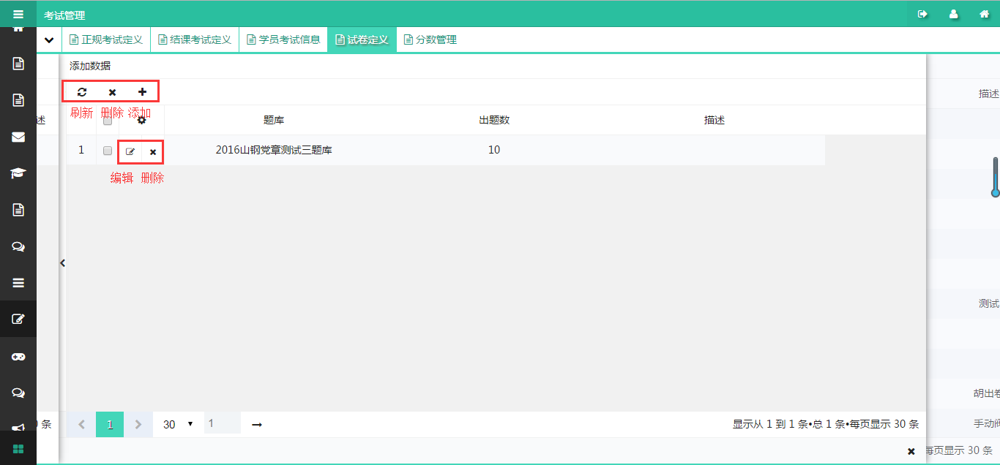 考试管理
正规考试定义 结课考试定义 学员考试信息 试卷定义 分数管理
添加数据
描述
刷新 删除 添加
述 题库 出题数 描述
1 2016山钢党章测试三题库 10
编辑 删除
测试
胡出卷
条 1 30 1 显示从 1 到 1 条•总 1 条•每页显示 30 条 手动阅
每页显示 30 条